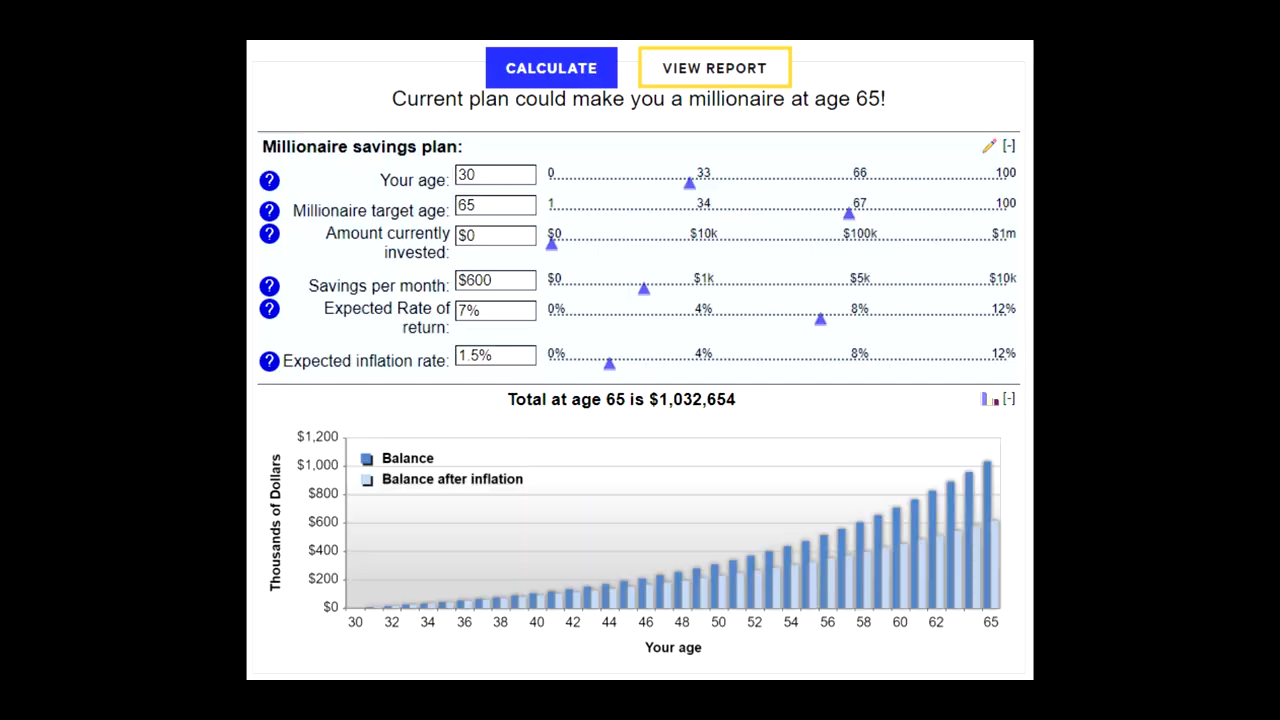 CALCULATE VIEW REPORT
Current plan could make you a millionaire at age 65!
Millionaire savings plan: [-]
? Your age: 30 0 33 66 100
? Millionaire target age: 65 1 34 67 100
? Amount currently invested: $0 $0 $10k $100k $1m
? Savings per month: $600 $0 $1k $5k $10k
? Expected Rate of return: 7% 0% 4% 8% 12%
? Expected inflation rate: 1.5% 0% 4% 8% 12%
Total at age 65 is $1,032,654 [-]
Thousands of Dollars
$1,200
$1,000
$800
$600
$400
$200
$0
Balance
Balance after inflation
30 32 34 36 38 40 42 44 46 48 50 52 54 56 58 60 62 65
Your age